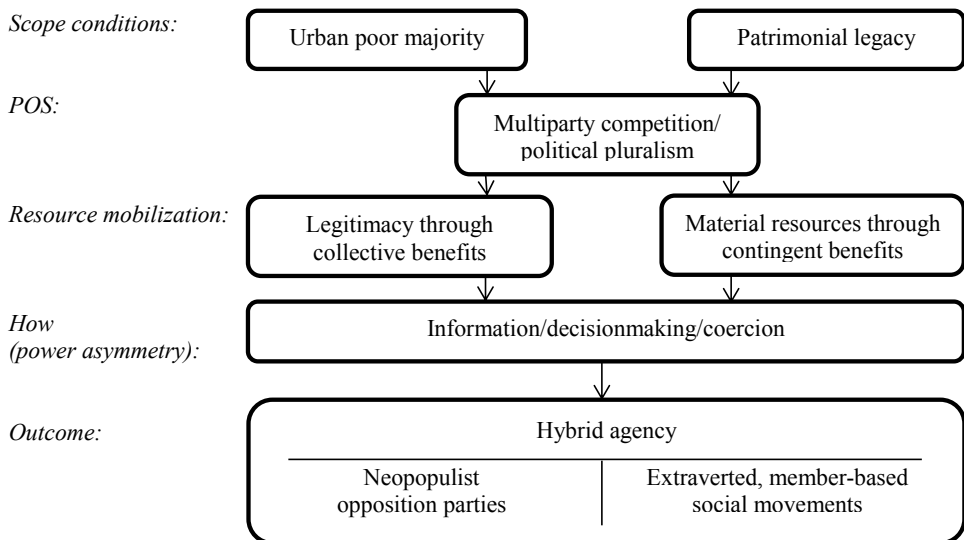 Scope conditions:
Urban poor majority
Patrimonial legacy
POS:
Multiparty competition/
political pluralism
Resource mobilization:
Legitimacy through
collective benefits
Material resources through
contingent benefits
How
(power asymmetry):
Information/decisionmaking/coercion
Outcome:
Hybrid agency
Neopopulist
opposition parties
Extraverted, member-based
social movements